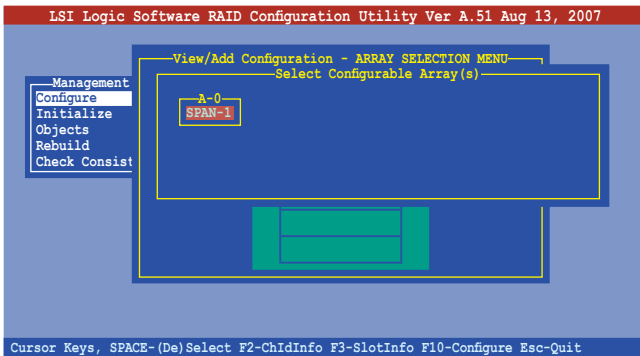 LSI Logic Software RAID Configuration Utility Ver A.51 Aug 13, 2007
View/Add Configuration - ARRAY SELECTION MENU
Select Configurable Array(s)
Management
Configure
A-0
SPAN-1
Initialize
Objects
Rebuild
Check Consist
Cursor Keys, SPACE-(De)Select F2-ChIdInfo F3-SlotInfo F10-Configure Esc-Quit